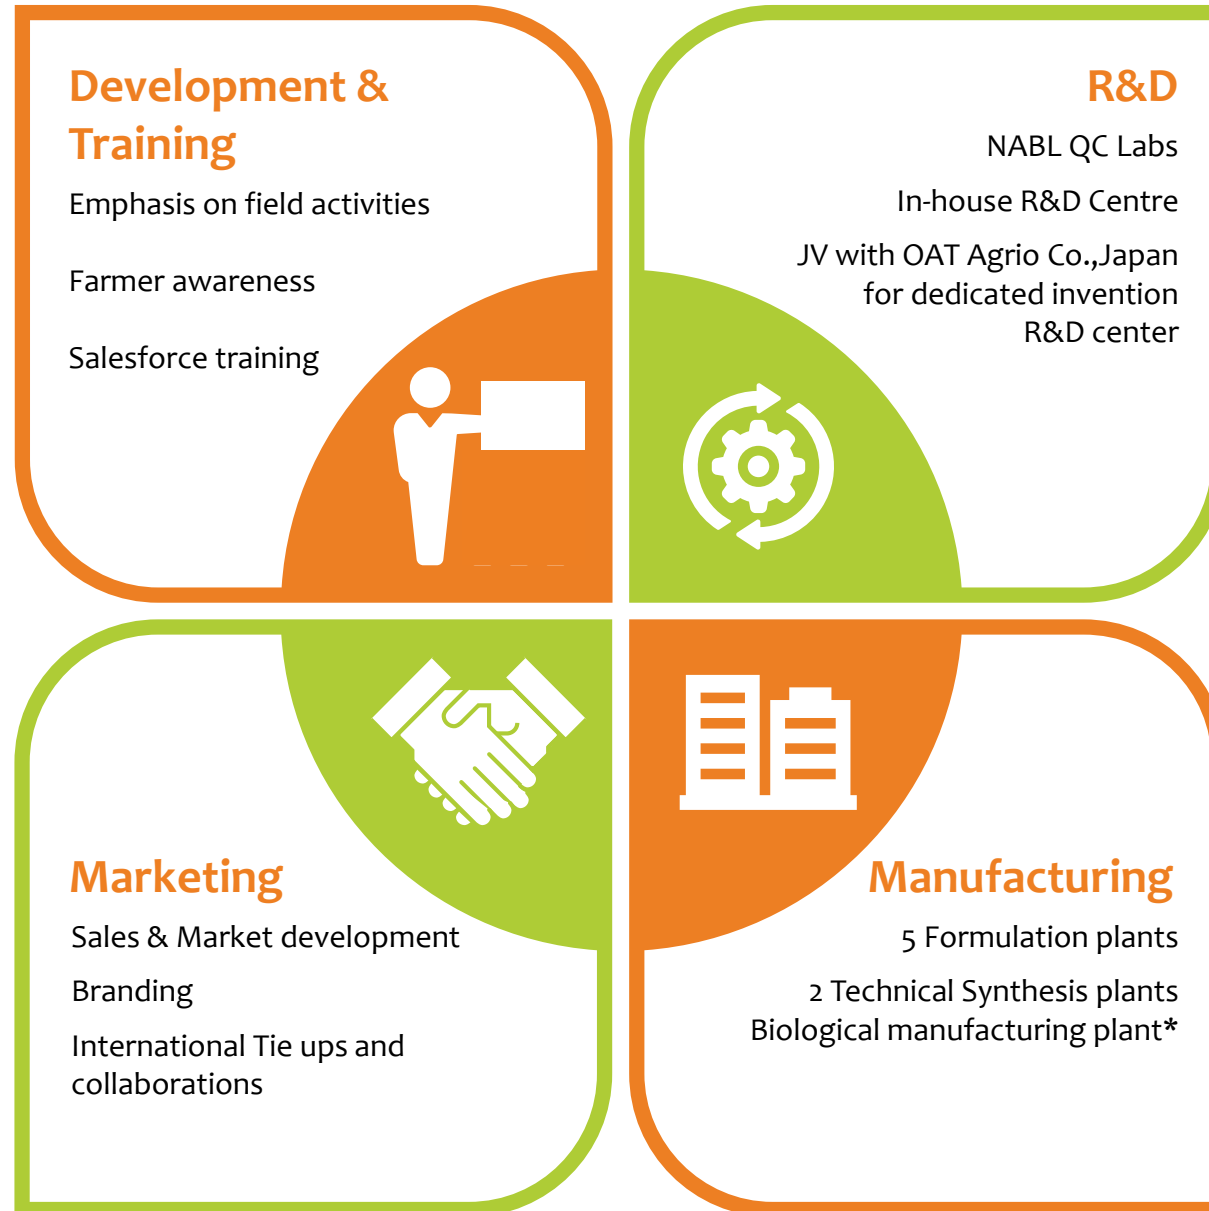 Development &
Training
Emphasis on field activities
Farmer awareness
Salesforce training
R&D
NABL QC Labs
In-house R&D Centre
JV with OAT Agrio Co.,Japan
for dedicated invention
R&D center
Marketing
Sales & Market development
Branding
International Tie ups and
collaborations
Manufacturing
5 Formulation plants
2 Technical Synthesis plants
Biological manufacturing plant*